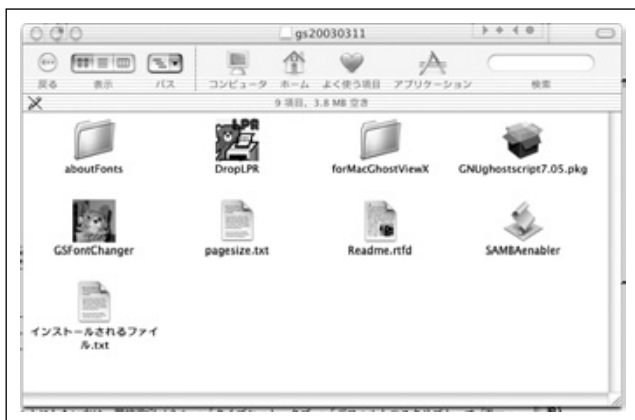 gs20030311
戻る 表示 パス コンピュータ ホーム よく使う項目 アプリケーション 検索
9 項目、3.8 MB 空き
LPR
aboutFonts DropLPR forMacGhostViewX GNUghostscript7.05.pkg
GSFontChanger pagesize.txt Readme.rtfd SAMBAenabler
インストールされるファイ
ル.txt